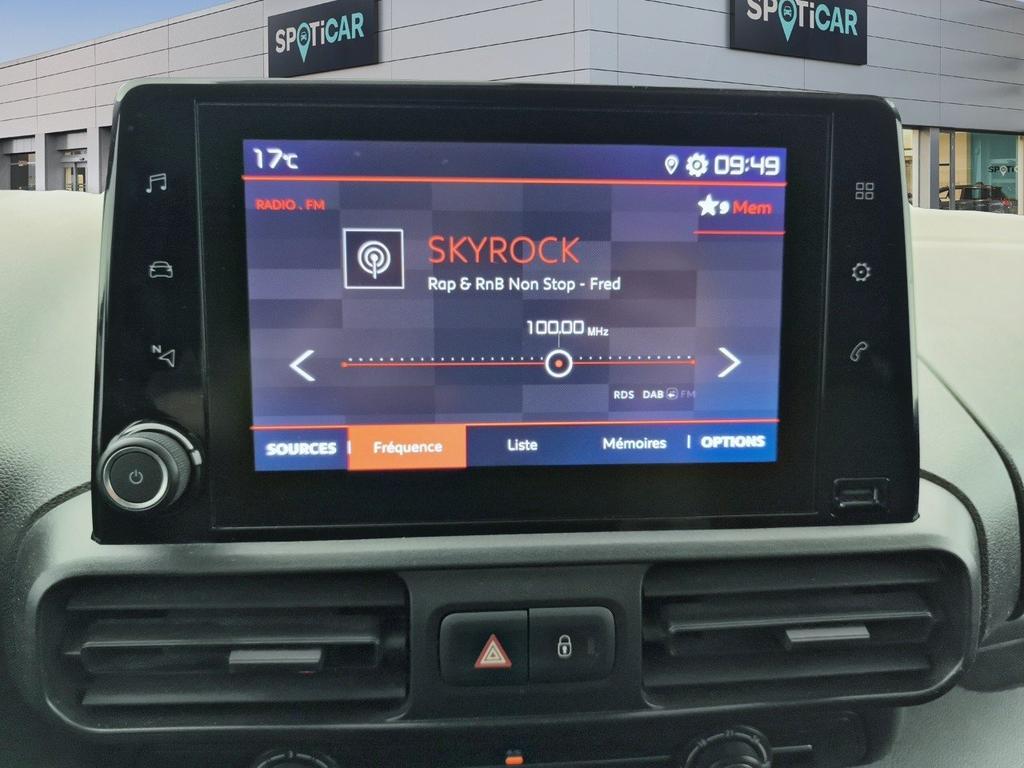 SPOTiCAR
SPOTiCAR
17°C
09:49
RADIO . FM
9 Mem
SKYROCK
Rap & RnB Non Stop - Fred
100.00 MHz
N
RDS DAB FM
SOURCES Fréquence Liste Mémoires OPTIONS